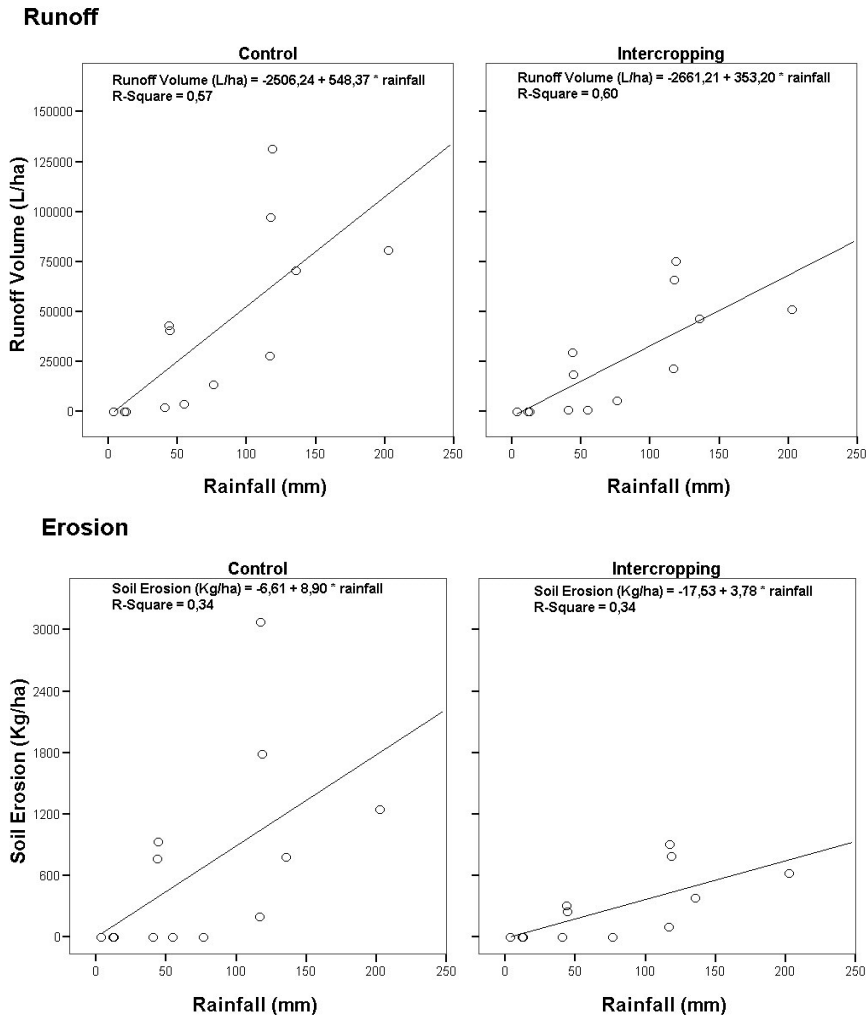 Runoff
Control
Intercropping
Runoff Volume (L/ha) = -2506,24 + 548,37 * rainfall
R-Square = 0,57
Runoff Volume (L/ha) = -2661,21 + 353,20 * rainfall
R-Square = 0,60
Runoff Volume (L/ha)
150000
125000
100000
75000
50000
25000
0
0 50 100 150 200 250
0 50 100 150 200 250
Rainfall (mm)
Rainfall (mm)
Erosion
Control
Intercropping
Soil Erosion (Kg/ha) = -6,61 + 8,90 * rainfall
R-Square = 0,34
Soil Erosion (Kg/ha) = -17,53 + 3,78 * rainfall
R-Square = 0,34
Soil Erosion (Kg/ha)
3000
2400
1800
1200
600
0
0 50 100 150 200 250
0 50 100 150 200 250
Rainfall (mm)
Rainfall (mm)